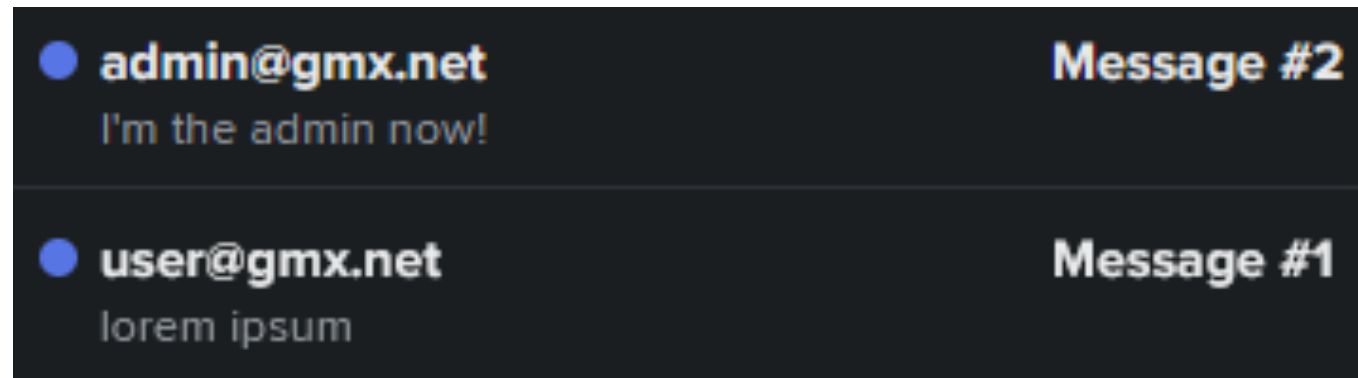 admin@gmx.net Message #2
I'm the admin now!
user@gmx.net Message #1
lorem ipsum